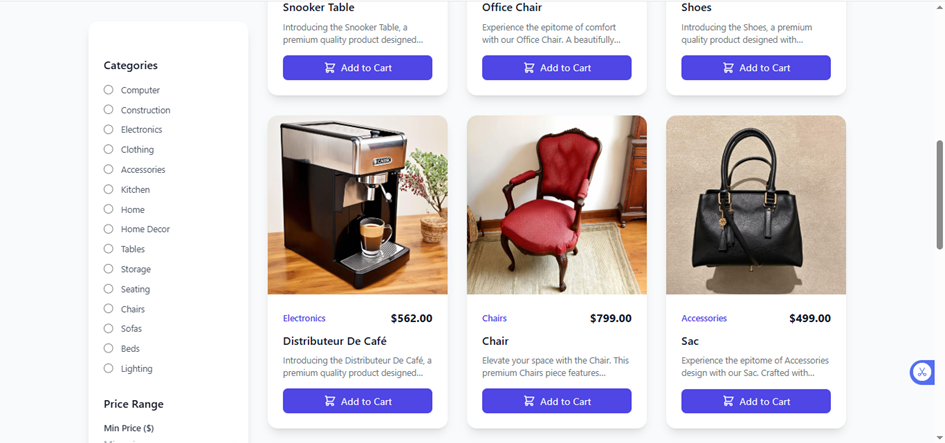 Categories
Computer
Construction
Electronics
Clothing
Accessories
Kitchen
Home
Home Decor
Tables
Storage
Seating
Chairs
Sofas
Beds
Lighting
Price Range
Min Price ($)
Snooker Table
Introducing the Snooker Table, a
premium quality product designed...
Add to Cart
Office Chair
Experience the epitome of comfort
with our Office Chair. A beautifully...
Add to Cart
Shoes
Introducing the Shoes, a premium
quality product designed with...
Add to Cart
Electronics $562.00
Distributeur De Café
Introducing the Distributeur De Café, a
premium quality product designed...
Add to Cart
Chairs $799.00
Chair
Elevate your space with the Chair. This
premium Chairs piece features...
Add to Cart
Accessories $499.00
Sac
Experience the epitome of Accessories
design with our Sac. Crafted with...
Add to Cart